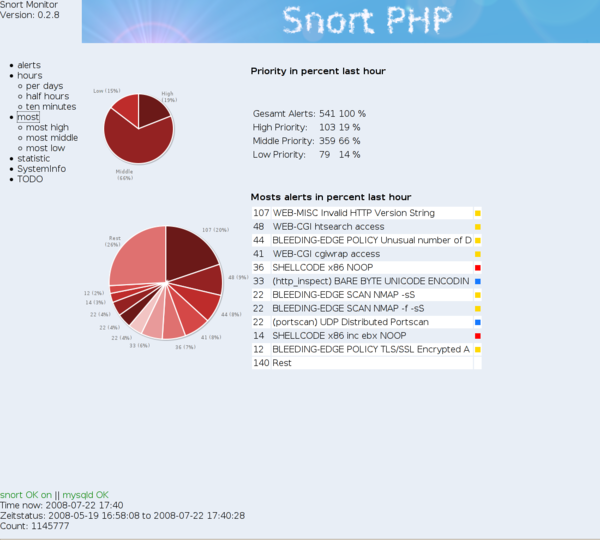 Snort Monitor
Version: 0.2.8
Snort PHP
alerts
hours
per days
half hours
ten minutes
most
most high
most middle
most low
statistic
SystemInfo
TODO
Low (15%)
High
(19%)
Middle
(66%)
Priority in percent last hour
Gesamt Alerts: 541 100 %
High Priority: 103 19 %
Middle Priority: 359 66 %
Low Priority: 79 14 %
Rest
(26%)
107 (20%)
48 (9%)
44 (8%)
41 (8%)
36 (7%)
33 (6%)
22 (4%)
22 (4%)
22 (4%)
14 (3%)
12 (2%)
Mosts alerts in percent last hour
107 WEB-MISC Invalid HTTP Version String
48 WEB-CGI htsearch access
44 BLEEDING-EDGE POLICY Unusual number of D
41 WEB-CGI cgiwrap access
36 SHELLCODE x86 NOOP
33 (http_inspect) BARE BYTE UNICODE ENCODIN
22 BLEEDING-EDGE SCAN NMAP -sS
22 BLEEDING-EDGE SCAN NMAP -f -sS
22 (portscan) UDP Distributed Portscan
14 SHELLCODE x86 inc ebx NOOP
12 BLEEDING-EDGE POLICY TLS/SSL Encrypted A
140 Rest
snort OK on || mysqld OK
Time now: 2008-07-22 17:40
Zeitstatus: 2008-05-19 16:58:08 to 2008-07-22 17:40:28
Count: 1145777